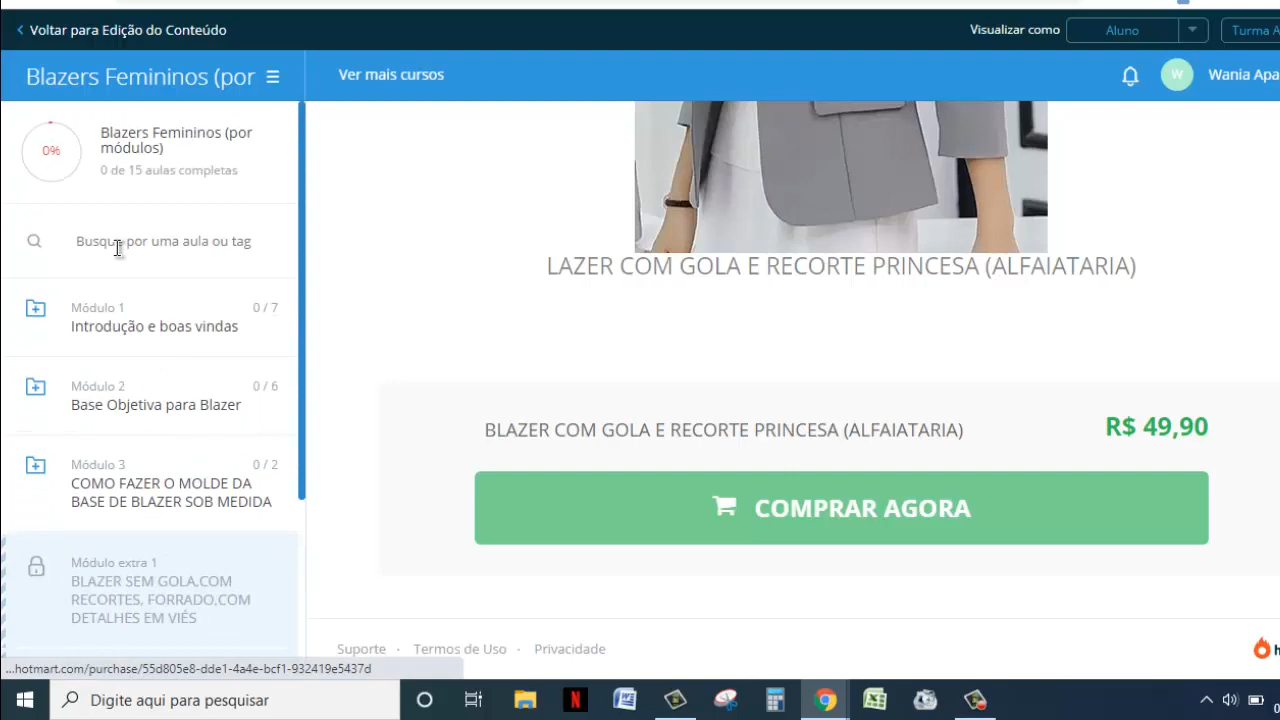 Voltar para Edição do Conteúdo
Visualizar como
Aluno
Turma A
Blazers Femininos (por
Ver mais cursos
W
Wania Apa
0%
Blazers Femininos (por
módulos)
0 de 15 aulas completas
Busque por uma aula ou tag
Módulo 1
0 / 7
Introdução e boas vindas
Módulo 2
0 / 6
Base Objetiva para Blazer
Módulo 3
0 / 2
COMO FAZER O MOLDE DA
BASE DE BLAZER SOB MEDIDA
Módulo extra 1
BLAZER SEM GOLA,COM
RECORTES, FORRADO,COM
DETALHES EM VIÉS
LAZER COM GOLA E RECORTE PRINCESA (ALFAIATARIA)
BLAZER COM GOLA E RECORTE PRINCESA (ALFAIATARIA)
R$ 49,90
COMPRAR AGORA
Suporte · Termos de Uso · Privacidade
h
...hotmart.com/purchase/55d805e8-dde1-4a4e-bcf1-932419e5437d
Digite aqui para pesquisar